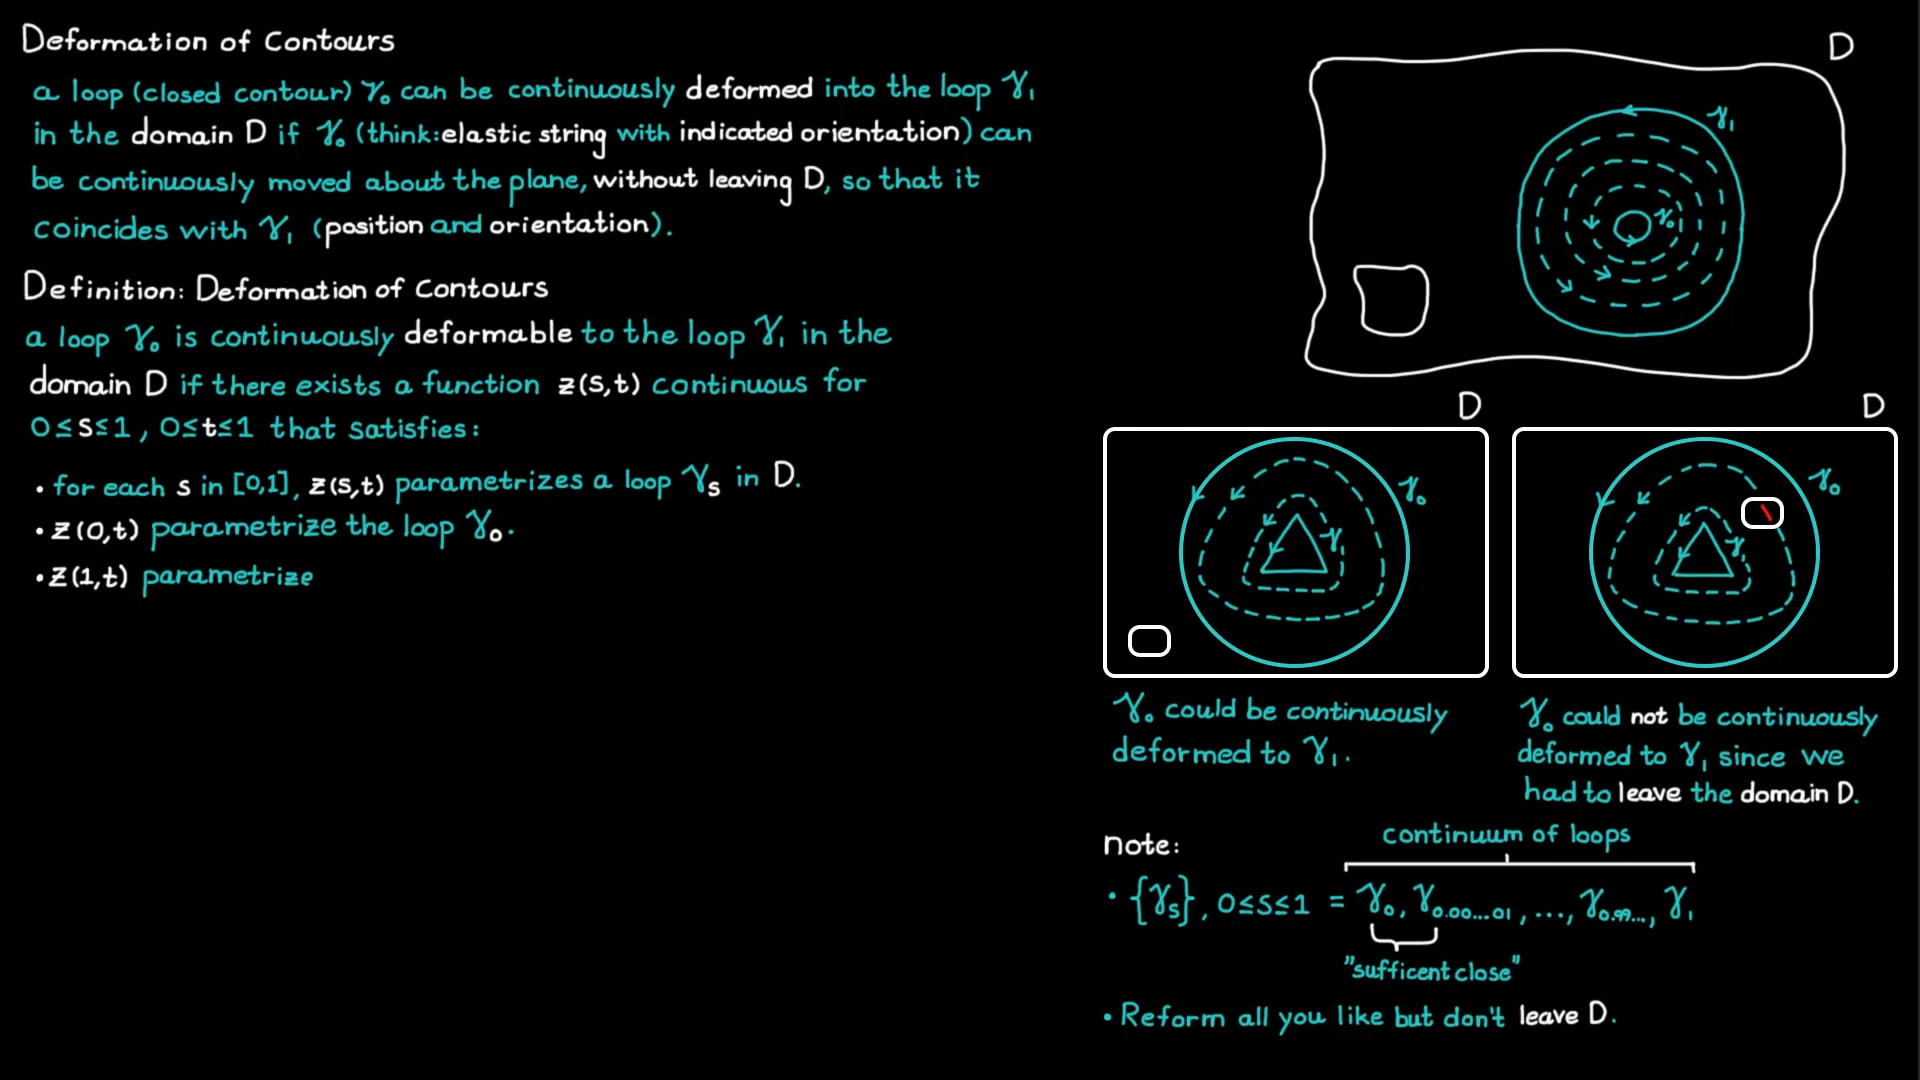 Deformation of Contours
a loop (closed contour) γ₀ can be continuously deformed into the loop γ₁
in the domain D if γ₀ (think: elastic string with indicated orientation) can
be continuously moved about the plane, without leaving D, so that it
coincides with γ₁ (position and orientation).
Definition: Deformation of Contours
a loop γ₀ is continuously deformable to the loop γ₁ in the
domain D if there exists a function z(s,t) continuous for
0≤s≤1, 0≤t≤1 that satisfies:
• for each s in [0,1], z(s,t) parametrizes a loop γₛ in D.
• z(0,t) parametrize the loop γ₀.
• z(1,t) parametrize
D
γ₁
γ₀
D
γ₀
γ₁
γ₀ could be continuously
deformed to γ₁.
D
γ₀
γ₁
γ₀ could not be continuously
deformed to γ₁ since we
had to leave the domain D.
note:
continuum of loops
• {γₛ}, 0≤s≤1 = γ₀, γ₀.₀₀...₀₁, ..., γ₀.₉₉..., γ₁
"sufficent close"
• Reform all you like but don't leave D.